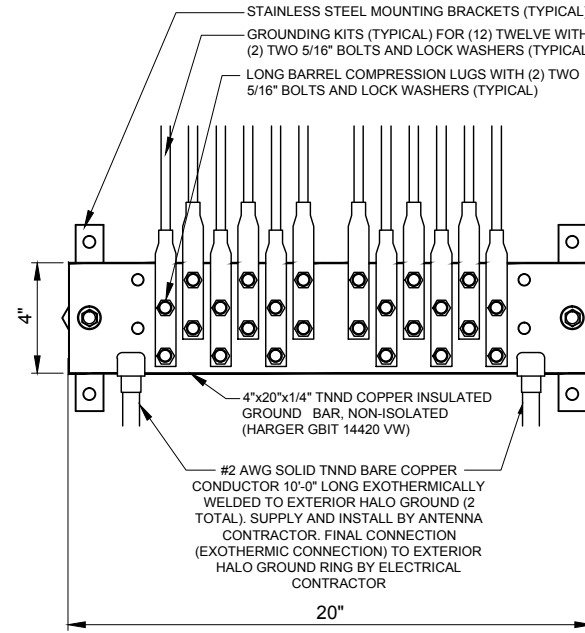 STAINLESS STEEL MOUNTING BRACKETS (TYPICAL)
GROUNDING KITS (TYPICAL) FOR (12) TWELVE WITH
(2) TWO 5/16" BOLTS AND LOCK WASHERS (TYPICAL
LONG BARREL COMPRESSION LUGS WITH (2) TWO
5/16" BOLTS AND LOCK WASHERS (TYPICAL)
4"
4"x20"x1/4" TNND COPPER INSULATED
GROUND BAR, NON-ISOLATED
(HARGER GBIT 14420 VW)
#2 AWG SOLID TNND BARE COPPER
CONDUCTOR 10'-0" LONG EXOTHERMICALLY
WELDED TO EXTERIOR HALO GROUND (2
TOTAL). SUPPLY AND INSTALL BY ANTENNA
CONTRACTOR. FINAL CONNECTION
(EXOTHERMIC CONNECTION) TO EXTERIOR
HALO GROUND RING BY ELECTRICAL
CONTRACTOR
20"